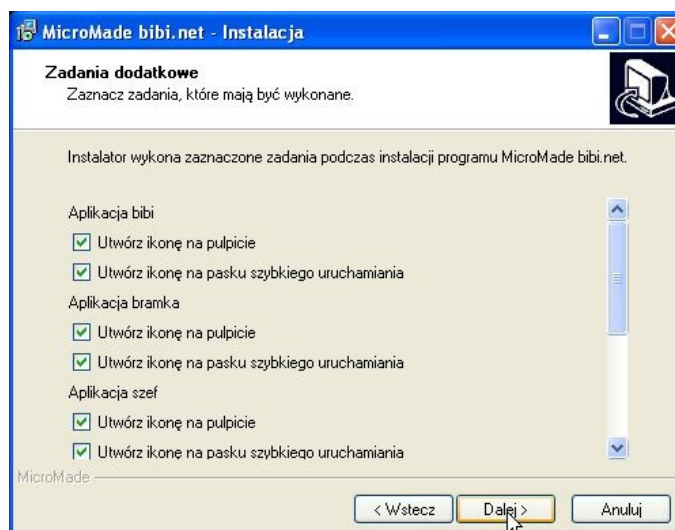 MicroMade bibi.net - Instalacja
Zadania dodatkowe
Zaznacz zadania, które mają być wykonane.
Instalator wykona zaznaczone zadania podczas instalacji programu MicroMade bibi.net.
Aplikacja bibi
Utwórz ikonę na pulpicie
Utwórz ikonę na pasku szybkiego uruchamiania
Aplikacja bramka
Utwórz ikonę na pulpicie
Utwórz ikonę na pasku szybkiego uruchamiania
Aplikacja szef
Utwórz ikonę na pulpicie
Utwórz ikonę na pasku szybkiego uruchamiania
MicroMade
< Wstecz Dalej > Anuluj